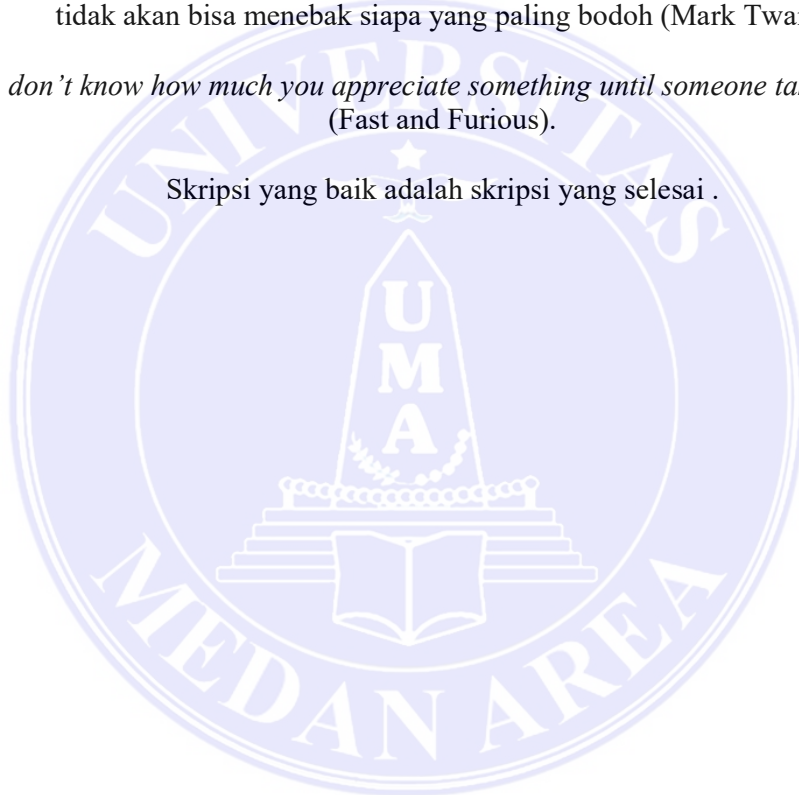 tidak akan bisa menebak siapa yang paling bodoh (Mark Twai
don’t know how much you appreciate something until someone ta
(Fast and Furious).
Skripsi yang baik adalah skripsi yang selesai .
UNIVERSITAS
UMA
MEDAN AREA